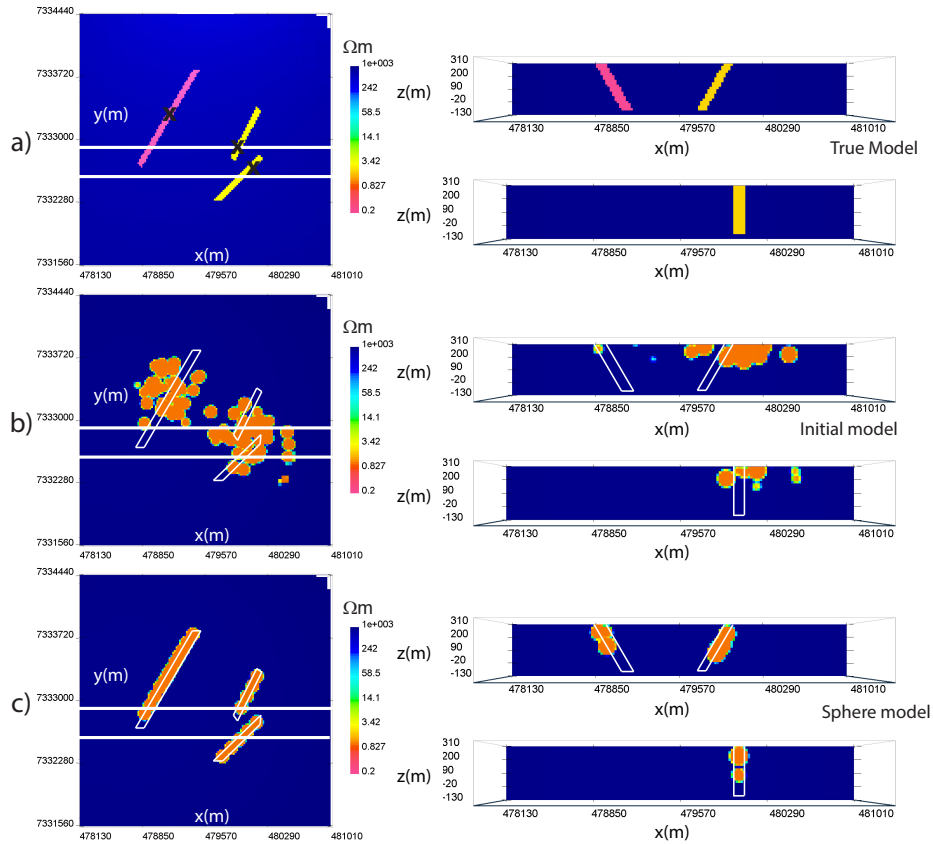 a)
7334440
7333720
7333000
7332280
7331560
y(m)
X
X
X
x(m)
478130 478850 479570 480290 481010
Ωm
1e+003
242
58.5
14.1
3.42
0.827
0.2
z(m)
310
200
90
-20
-130
478130 478850 479570 480290 481010
x(m)
True Model
z(m)
310
200
90
-20
-130
478130 478850 479570 480290 481010
x(m)
b)
7334440
7333720
7333000
7332280
7331560
y(m)
x(m)
478130 478850 479570 480290 481010
Ωm
1e+003
242
58.5
14.1
3.42
0.827
0.2
z(m)
310
200
90
-20
-130
478130 478850 479570 480290 481010
x(m)
Initial model
z(m)
310
200
90
-20
-130
478130 478850 479570 480290 481010
x(m)
c)
7334440
7333720
7333000
7332280
7331560
y(m)
x(m)
478130 478850 479570 480290 481010
Ωm
1e+003
242
58.5
14.1
3.42
0.827
0.2
z(m)
310
200
90
-20
-130
478130 478850 479570 480290 481010
x(m)
Sphere model
z(m)
310
200
90
-20
-130
478130 478850 479570 480290 481010
x(m)